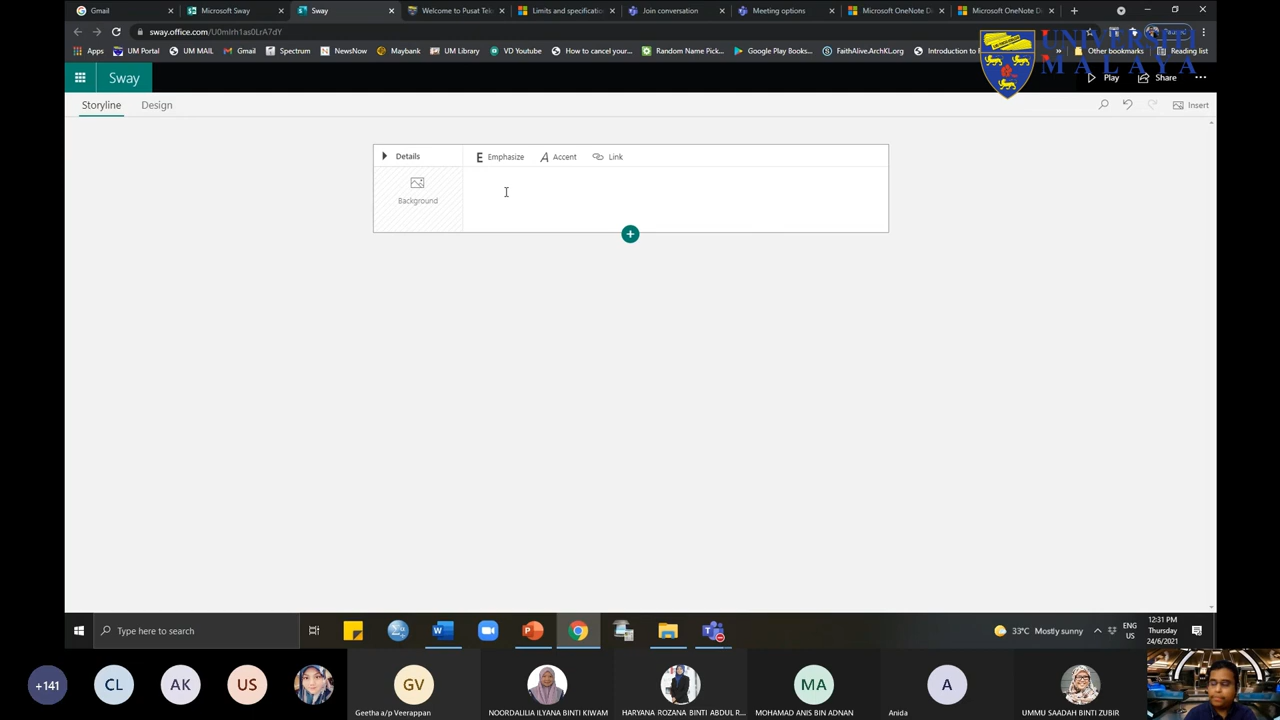 Gmail
Microsoft Sway
Sway
Welcome to Pusat Tek
Limits and specificatio
Join conversation
Meeting options
Microsoft OneNote D
Microsoft OneNote D
sway.office.com/U0mIrh1as0LrA7dY
Apps
UM Portal
UM MAIL
Gmail
Spectrum
NewsNow
Maybank
UM Library
VD Youtube
How to cancel your...
Random Name Pick...
Google Play Books...
FaithAlive.ArchKL.org
Introduction to
Other bookmarks
Reading list
UNIVERSITI
MALAYA
Sway
Play
Share
Storyline
Design
Insert
Details
Emphasize
Accent
Link
Background
Type here to search
33°C Mostly sunny
ENG
US
12:31 PM
Thursday
24/6/2021
+141
CL
AK
US
GV
MA
A
Geetha a/p Veerappan
NOORDALILIA ILYANA BINTI KIWAM
HARYANA ROZANA BINTI ABDUL R...
MOHAMAD ANIS BIN ADNAN
Anida
UMMU SAADAH BINTI ZUBIR